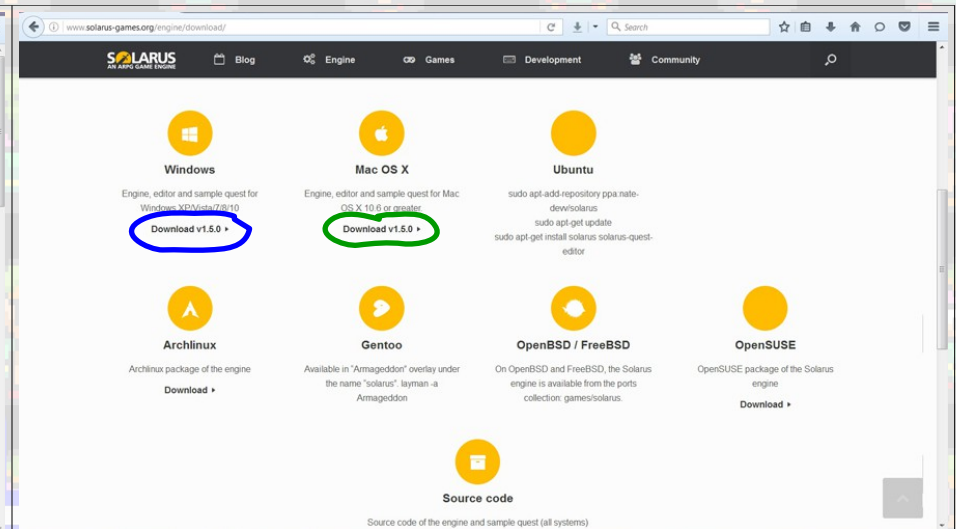 www.solarus-games.org/engine/download/
Search
SOLARUS
AN ARPG GAME ENGINE
Blog
Engine
Games
Development
Community
Windows
Engine, editor and sample quest for
Windows XP/Vista/7/8/10
Download v1.5.0
Mac OS X
Engine, editor and sample quest for Mac
OS X 10.6 or greater.
Download v1.5.0
Ubuntu
sudo apt-add-repository ppa:nate-
devv/solarus
sudo apt-get update
sudo apt-get install solarus solarus-quest-
editor
Archlinux
Archlinux package of the engine
Download
Gentoo
Available in "Armageddon" overlay under
the name "solarus". layman -a
Armageddon
OpenBSD / FreeBSD
On OpenBSD and FreeBSD, the Solarus
engine is available from the ports
collection: games/solarus.
OpenSUSE
OpenSUSE package of the Solarus
engine
Download
Source code
Source code of the engine and sample quest (all systems)